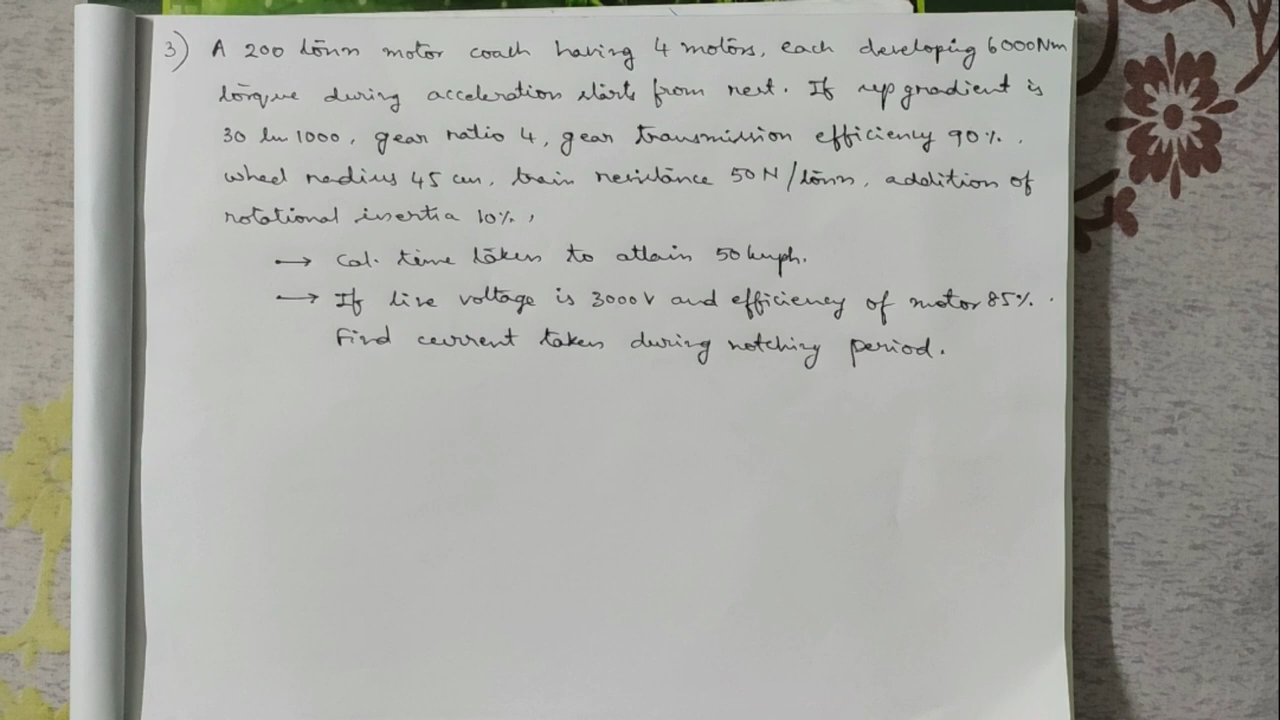 3) A 200 tonn motor coach having 4 motors, each developing 6000Nm
torque during acceleration starts from rest. If up gradient is
30 in 1000, gear ratio 4, gear transmission efficiency 90%.
wheel radius 45 cm, train resistance 50 N/tonn, addition of
rotational inertia 10%,
→ Cal. time taken to attain 50 kmph.
→ If line voltage is 3000V and efficiency of motor 85%.
Find current taken during notching period.